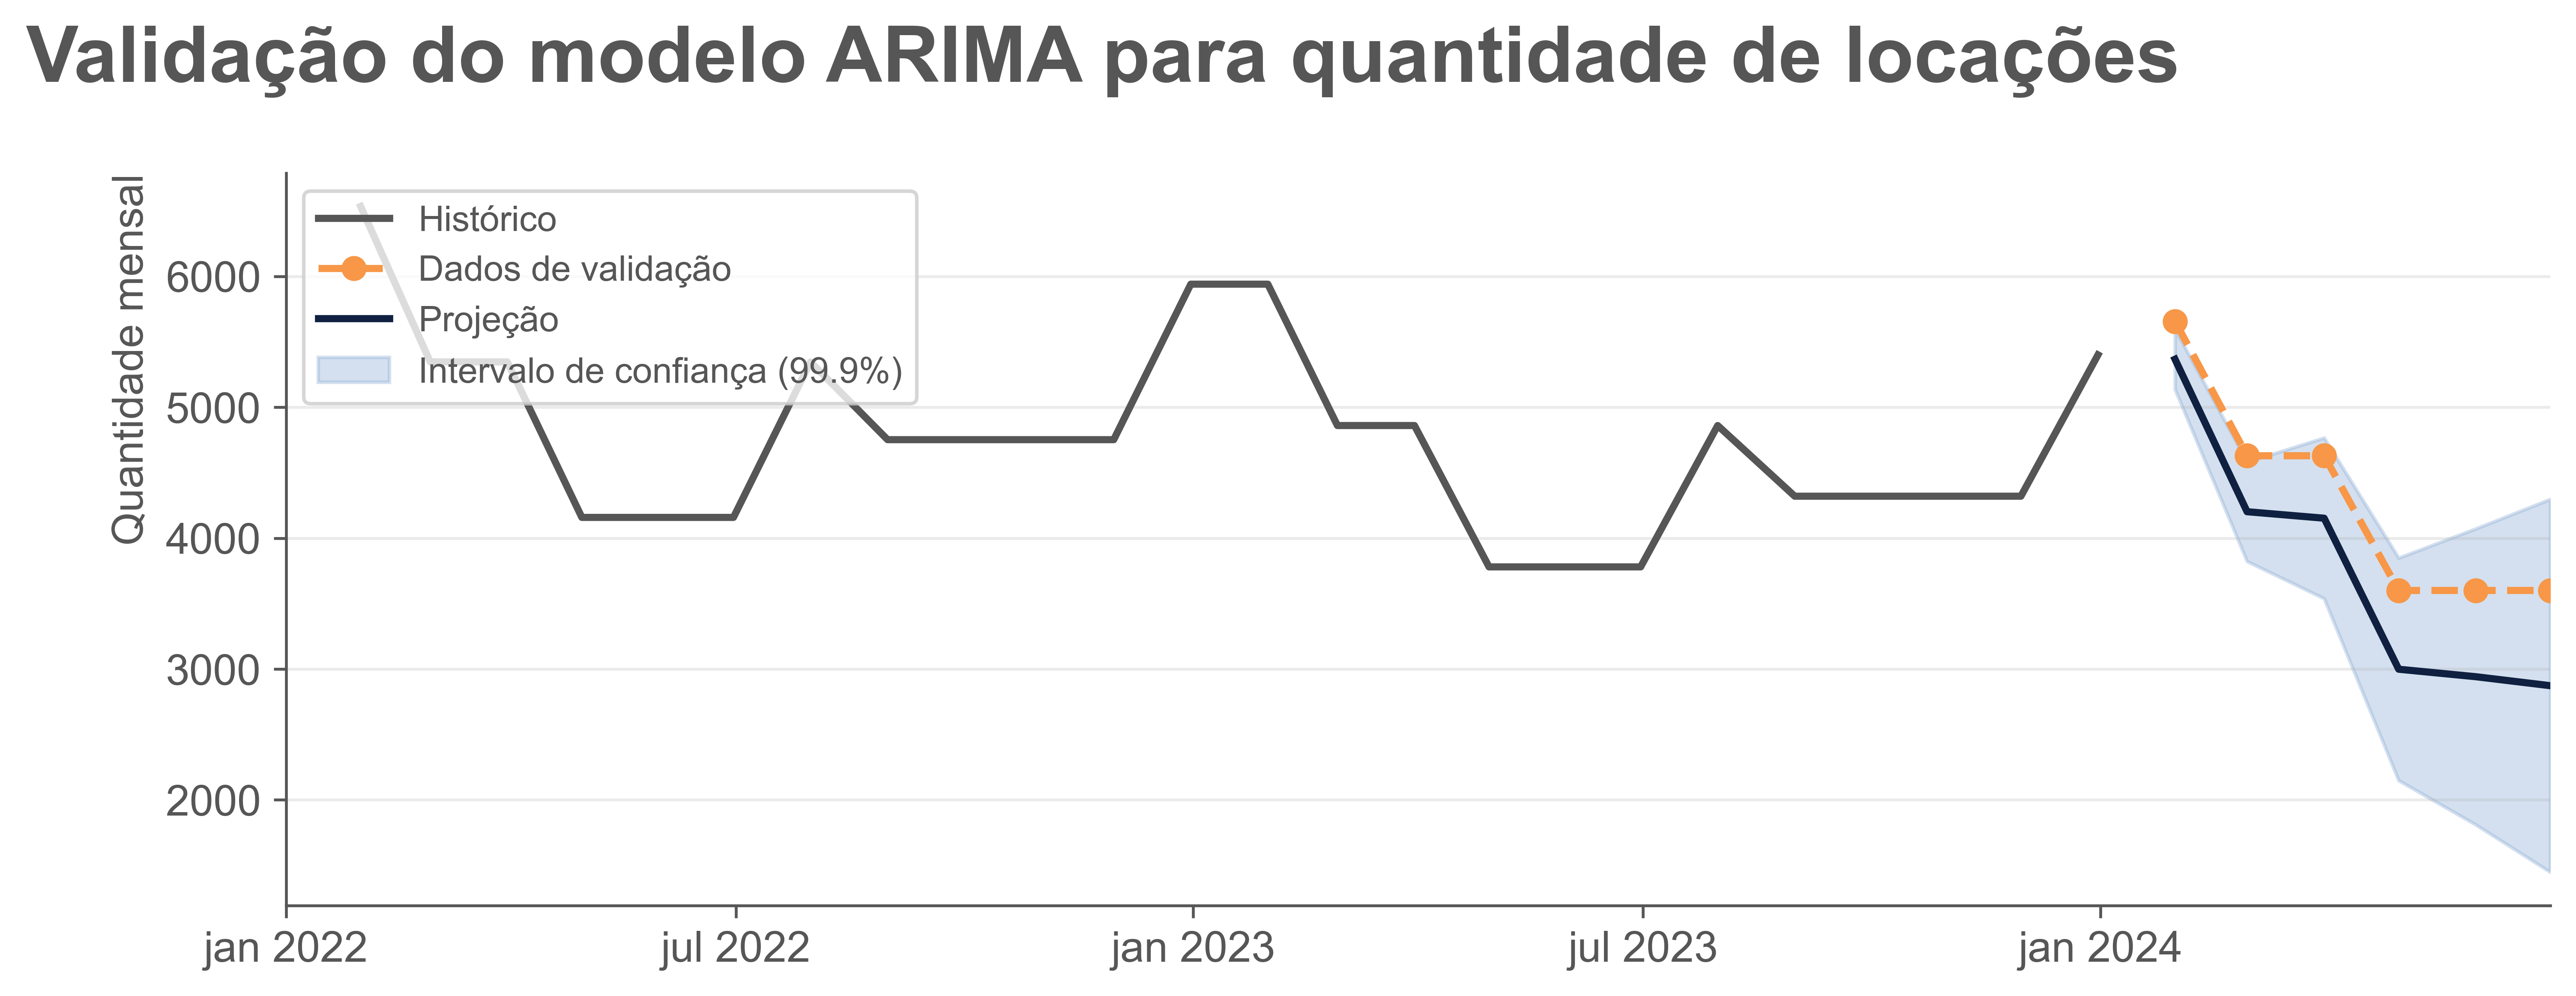 Validação do modelo ARIMA para quantidade de locações
Quantidade mensal
Histórico
Dados de validação
Projeção
Intervalo de confiança (99.9%)
6000
5000
4000
3000
2000
jan 2022
jul 2022
jan 2023
jul 2023
jan 2024